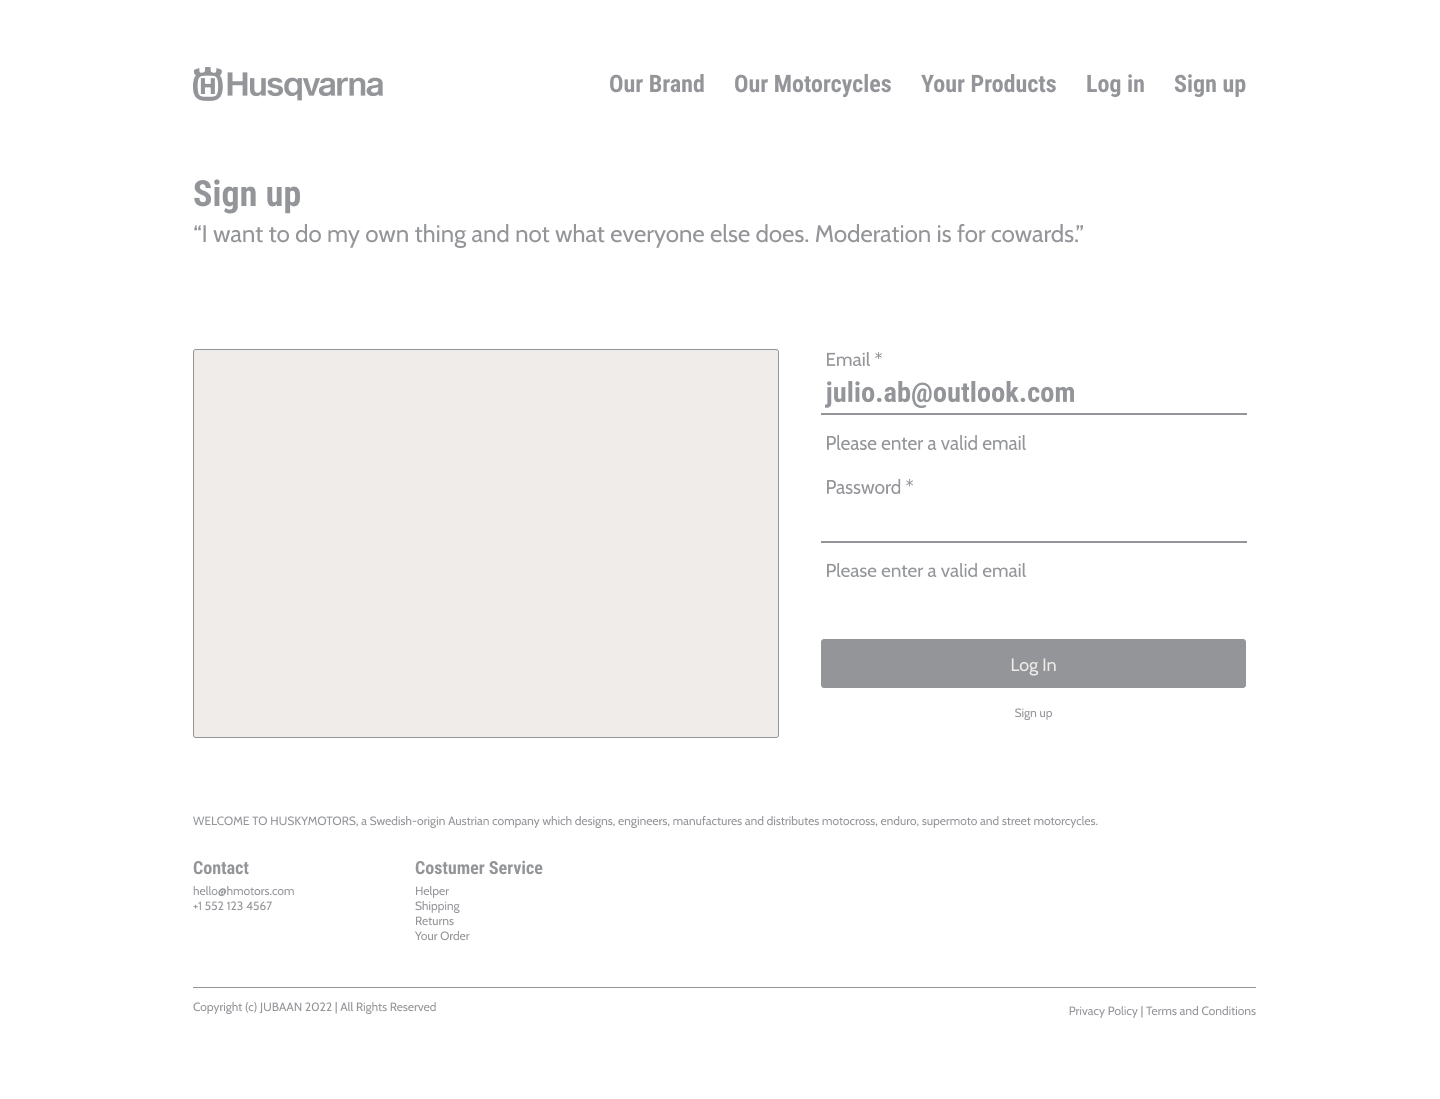 Husqvarna
Our Brand Our Motorcycles Your Products Log in Sign up
Sign up
“I want to do my own thing and not what everyone else does. Moderation is for cowards.”
Email *
julio.ab@outlook.com
Please enter a valid email
Password *
Please enter a valid email
Log In
Sign up
WELCOME TO HUSKYMOTORS, a Swedish-origin Austrian company which designs, engineers, manufactures and distributes motocross, enduro, supermoto and street motorcycles.
Contact
hello@hmotors.com
+1 552 123 4567
Costumer Service
Helper
Shipping
Returns
Your Order
Copyright (c) JUBAAN 2022 | All Rights Reserved
Privacy Policy | Terms and Conditions